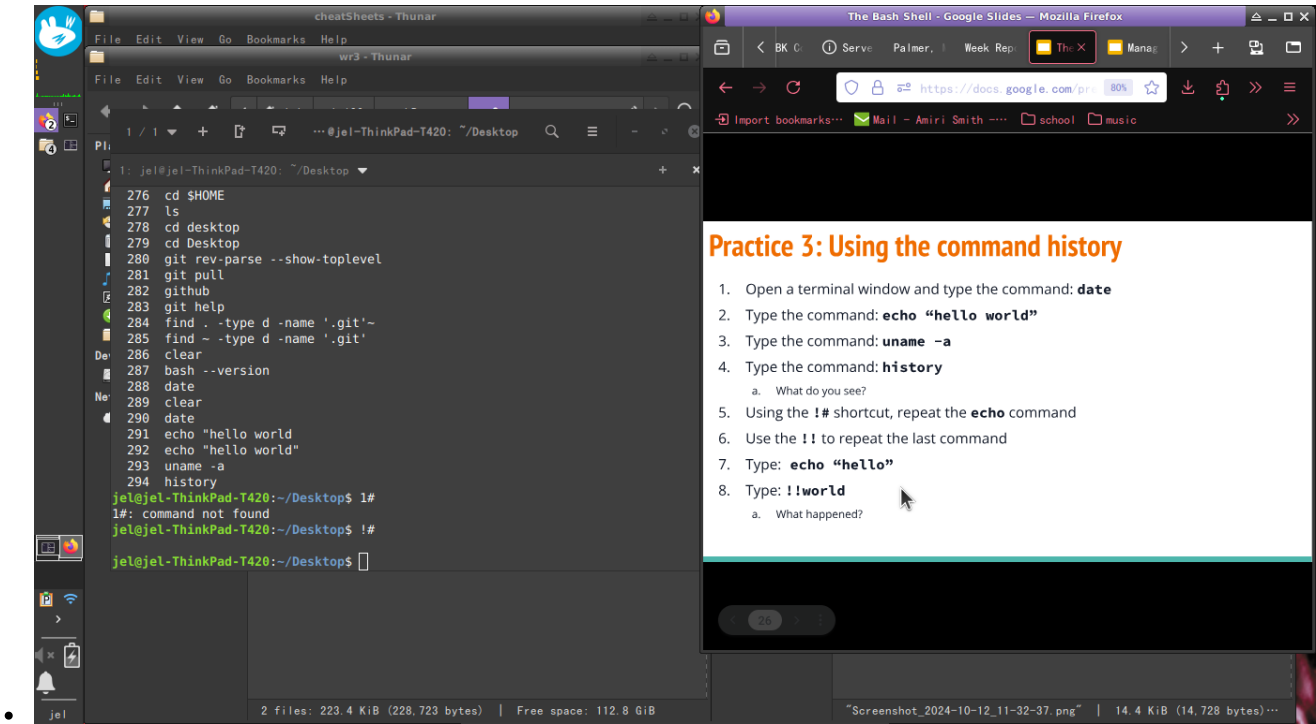 cheatSheets - Thunar
File Edit View Go Bookmarks Help
wr3 - Thunar
File Edit View Go Bookmarks Help
1 / 1
···@jel-ThinkPad-T420: ~/Desktop
1: jel@jel-ThinkPad-T420: ~/Desktop
276 cd $HOME
277 ls
278 cd desktop
279 cd Desktop
280 git rev-parse --show-toplevel
281 git pull
282 github
283 git help
284 find . -type d -name '.git'~
285 find ~ -type d -name '.git'
286 clear
287 bash --version
288 date
289 clear
290 date
291 echo "hello world
292 echo "hello world"
293 uname -a
294 history
jel@jel-ThinkPad-T420:~/Desktop$ 1#
1#: command not found
jel@jel-ThinkPad-T420:~/Desktop$ !#
jel@jel-ThinkPad-T420:~/Desktop$
2 files: 223.4 KiB (228,723 bytes) | Free space: 112.8 GiB
2
4
jel
The Bash Shell - Google Slides — Mozilla Firefox
BK
Serve
Palmer,
Week Rep
The
Manag
https://docs.google.com/pre
80%
Import bookmarks···
Mail - Amiri Smith -···
school
music
Practice 3: Using the command history
1. Open a terminal window and type the command: date
2. Type the command: echo “hello world”
3. Type the command: uname -a
4. Type the command: history
a. What do you see?
5. Using the !# shortcut, repeat the echo command
6. Use the !! to repeat the last command
7. Type: echo “hello”
8. Type: !!world
a. What happened?
26
"Screenshot_2024-10-12_11-32-37.png" | 14.4 KiB (14,728 bytes)···